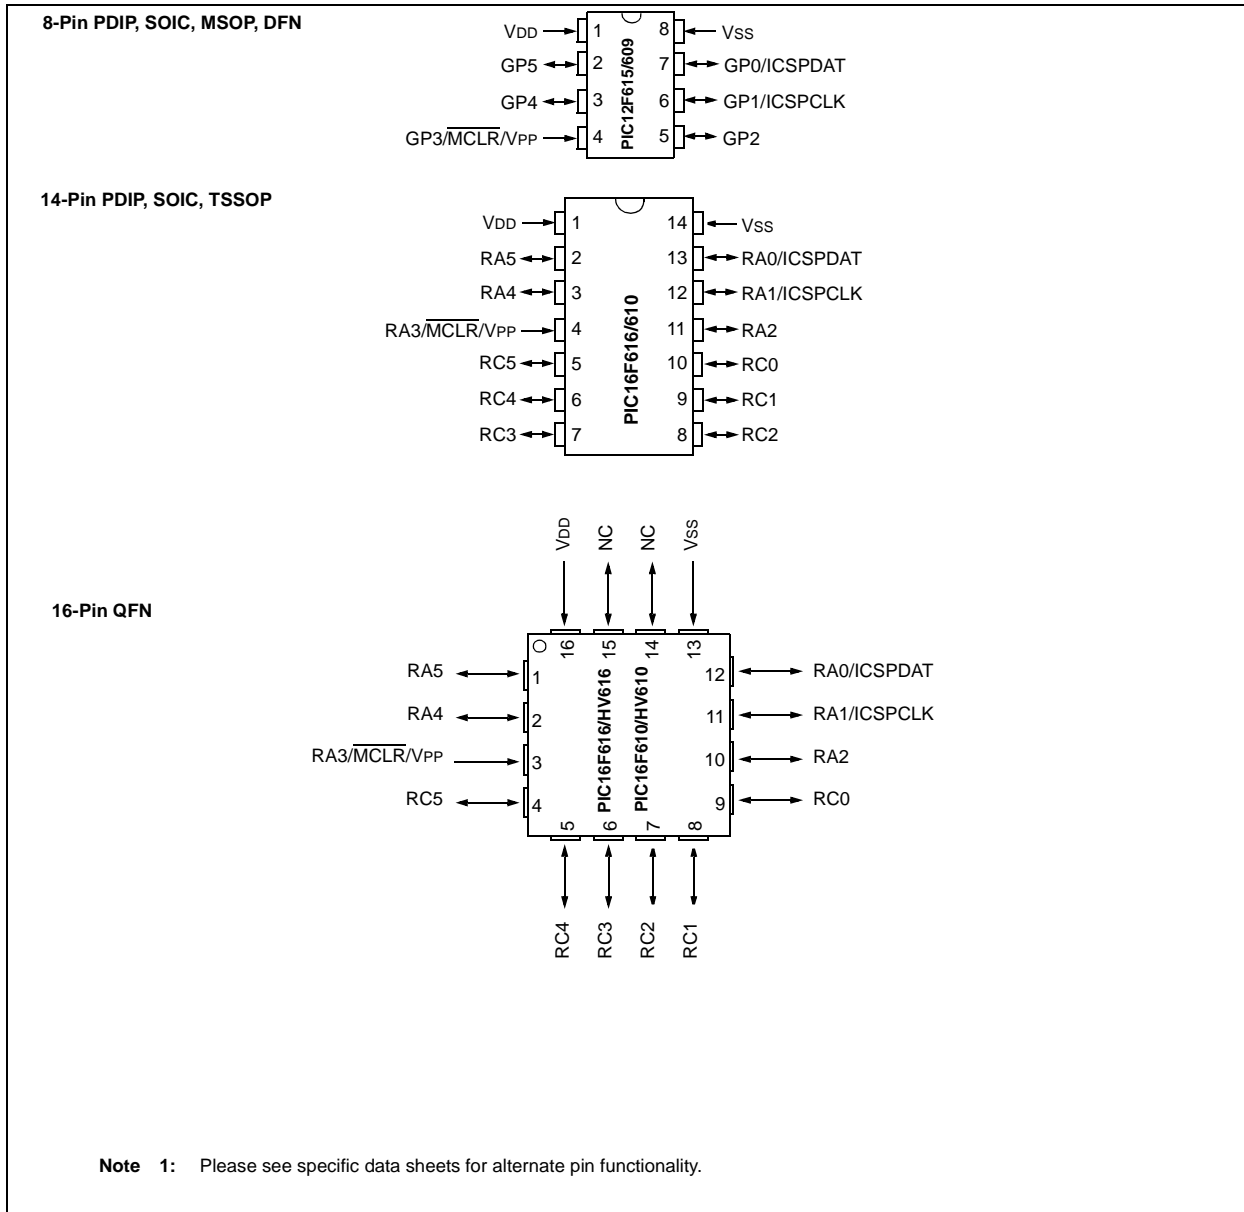 8-Pin PDIP, SOIC, MSOP, DFN
VDD 1 8 VSS
GP5 2 7 GP0/ICSPDAT
GP4 3 6 GP1/ICSPCLK
GP3/MCLR/VPP 4 5 GP2
PIC12F615/609
14-Pin PDIP, SOIC, TSSOP
VDD 1 14 VSS
RA5 2 13 RA0/ICSPDAT
RA4 3 12 RA1/ICSPCLK
RA3/MCLR/VPP 4 11 RA2
RC5 5 10 RC0
RC4 6 9 RC1
RC3 7 8 RC2
PIC16F616/610
16-Pin QFN
VDD NC NC VSS
16 15 14 13
RA5 1 12 RA0/ICSPDAT
RA4 2 11 RA1/ICSPCLK
RA3/MCLR/VPP 3 10 RA2
RC5 4 9 RC0
PIC16F616/HV616
PIC16F610/HV610
5 6 7 8
RC4 RC3 RC2 RC1
Note 1: Please see specific data sheets for alternate pin functionality.